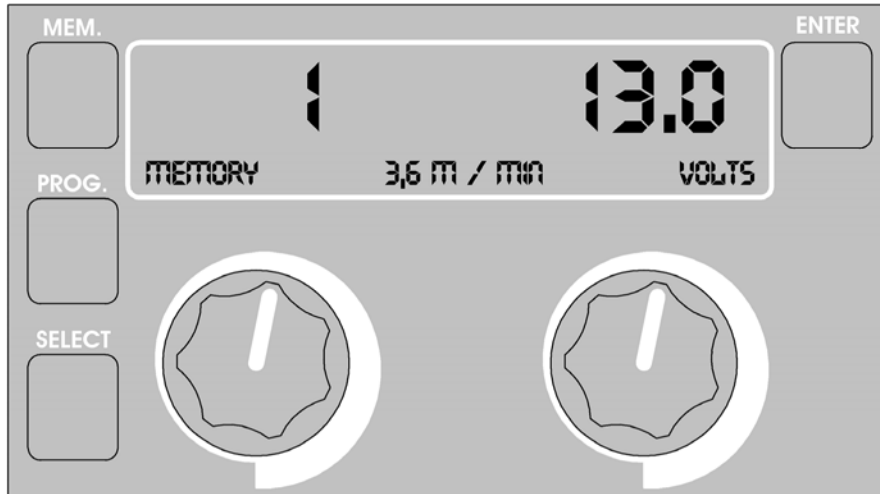 MEM.
ENTER
1 13.0
MEMORY 3,6 m / min VOLTS
PROG.
SELECT